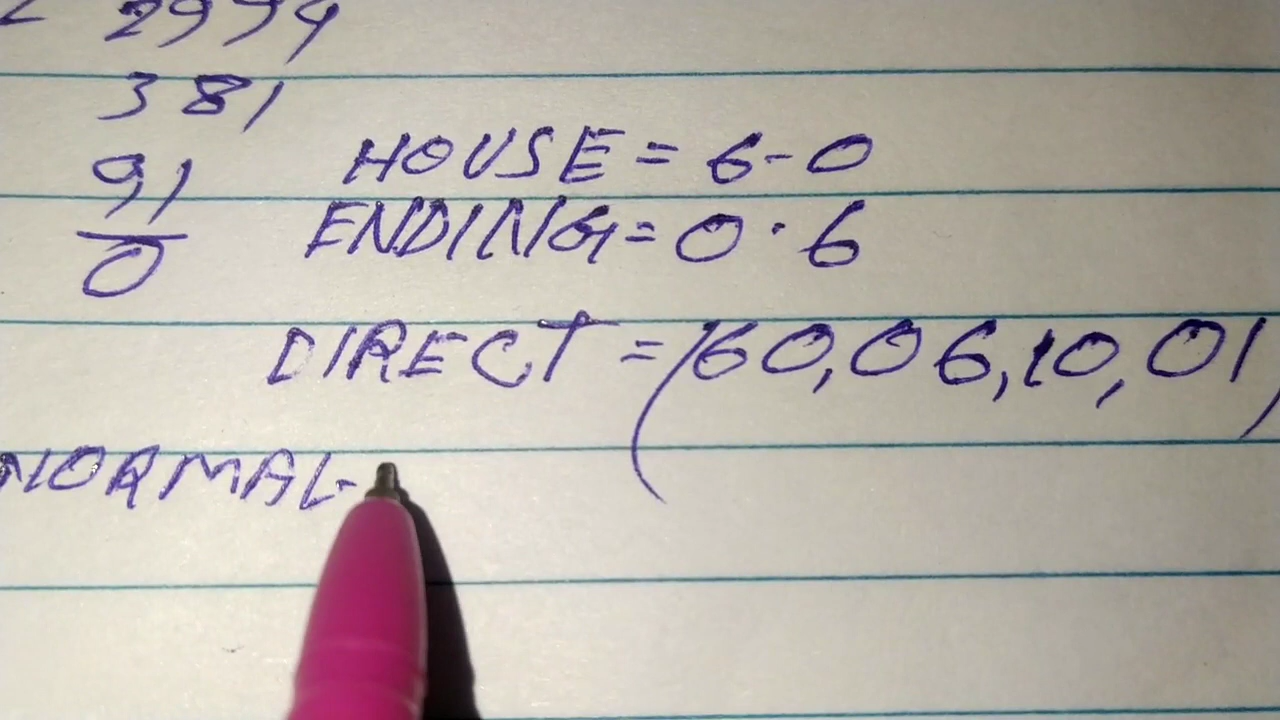 2994
381
91 HOUSE = 6-0
0 ENDING = 0.6
DIRECT = (60,06,10,01)
NORMAL-